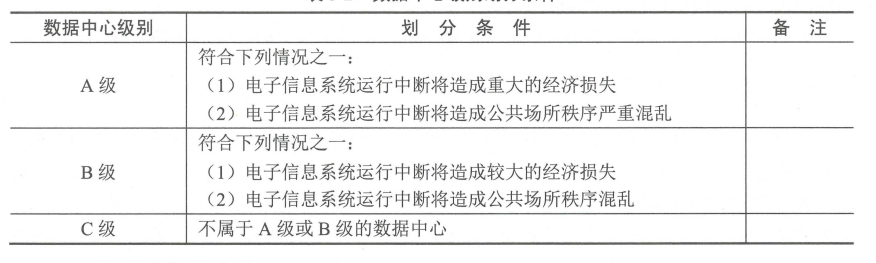 数据中心级别 划 分 条 件 备 注
符合下列情况之一：
A 级 （1）电子信息系统运行中断将造成重大的经济损失
（2）电子信息系统运行中断将造成公共场所秩序严重混乱
符合下列情况之一：
B 级 （1）电子信息系统运行中断将造成较大的经济损失
（2）电子信息系统运行中断将造成公共场所秩序混乱
C 级 不属于 A 级或 B 级的数据中心